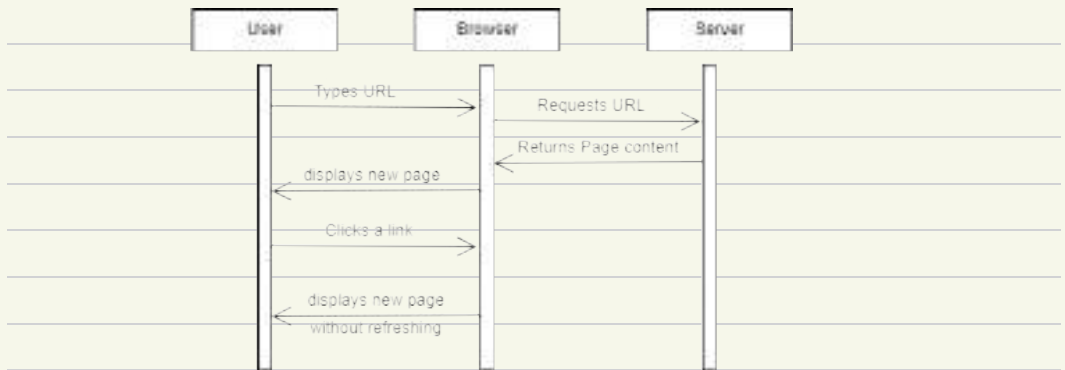 User
Browser
Server
Types URL
Requests URL
Returns Page content
displays new page
Clicks a link
displays new page
without refreshing